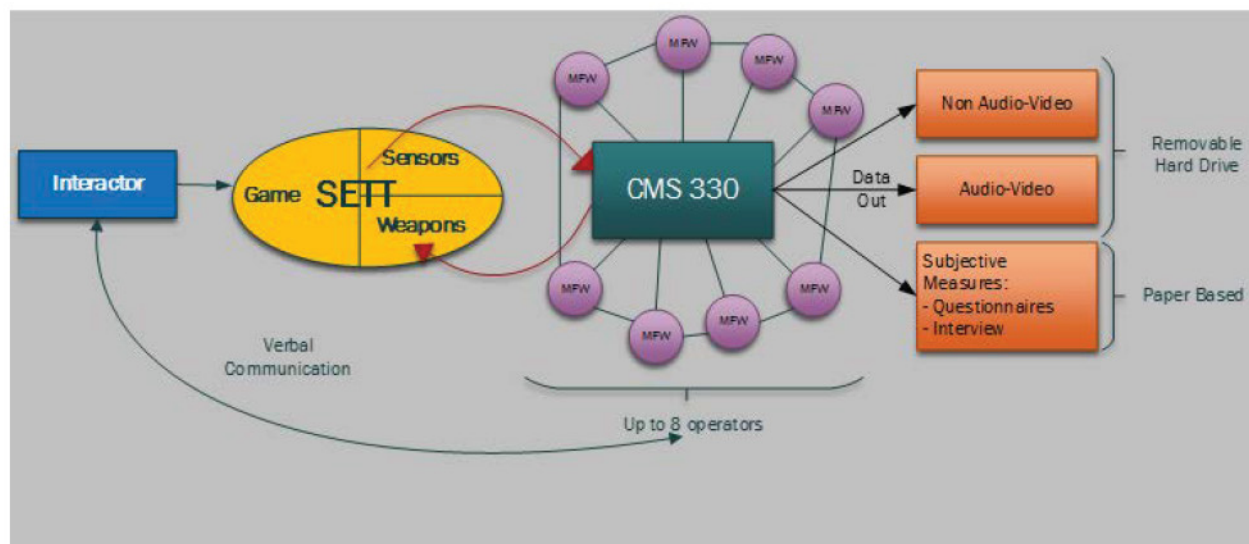 MFW
MFW
MFW
MFW
Interactor
Game
SETT
Sensors
Weapons
CMS 330
Data
Out
Non Audio-Video
Audio-Video
Removable
Hard Drive
Subjective
Measures:
- Questionnaires
- Interview
Paper Based
MFW
MFW
MFW
MFW
Verbal
Communication
Up to 8 operators